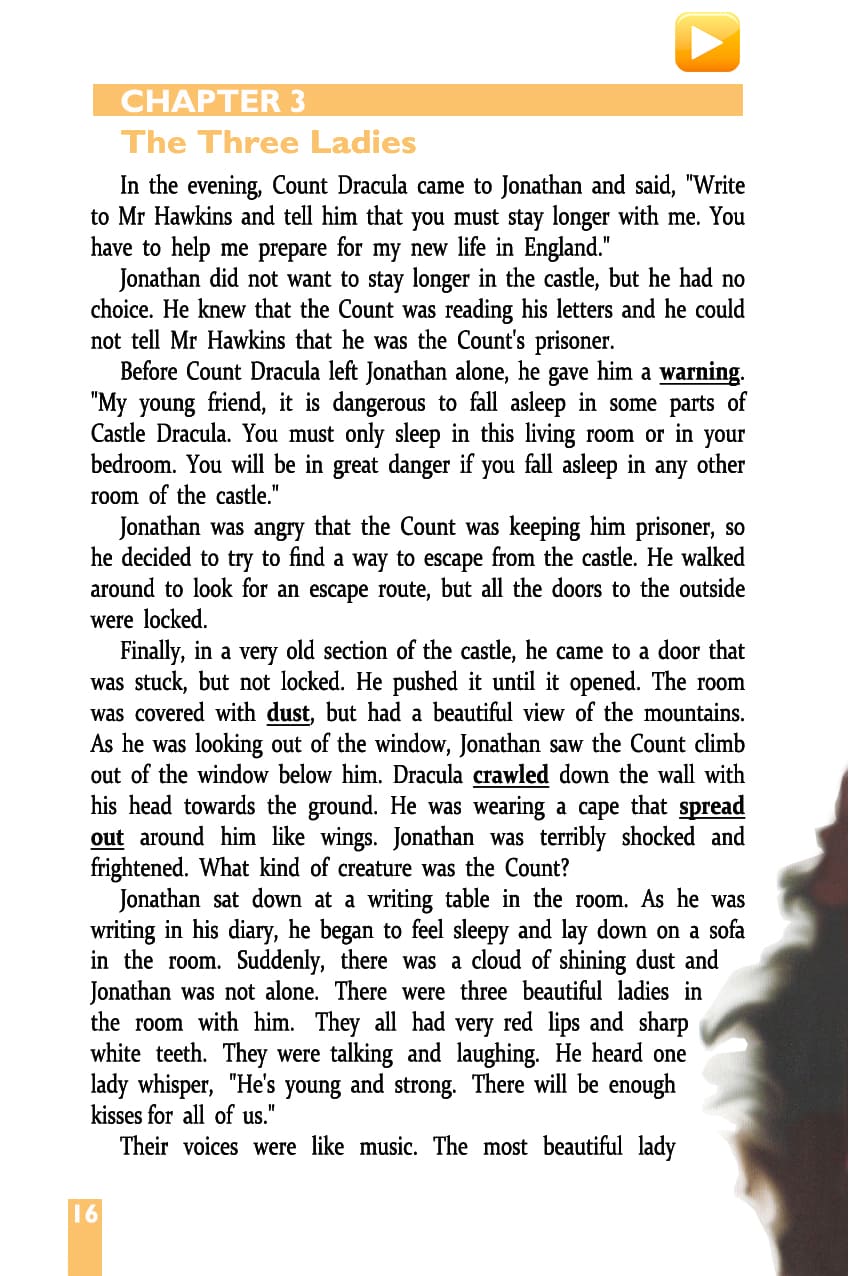 CHAPTER 3
The Three Ladies
In the evening, Count Dracula came to Jonathan and said, "Write
to Mr Hawkins and tell him that you must stay longer with me. You
have to help me prepare for my new life in England."
Jonathan did not want to stay longer in the castle, but he had no
choice. He knew that the Count was reading his letters and he could
not tell Mr Hawkins that he was the Count's prisoner.
Before Count Dracula left Jonathan alone, he gave him a warning.
"My young friend, it is dangerous to fall asleep in some parts of
Castle Dracula. You must only sleep in this living room or in your
bedroom. You will be in great danger if you fall asleep in any other
room of the castle."
Jonathan was angry that the Count was keeping him prisoner, so
he decided to try to find a way to escape from the castle. He walked
around to look for an escape route, but all the doors to the outside
were locked.
Finally, in a very old section of the castle, he came to a door that
was stuck, but not locked. He pushed it until it opened. The room
was covered with dust, but had a beautiful view of the mountains.
As he was looking out of the window, Jonathan saw the Count climb
out of the window below him. Dracula crawled down the wall with
his head towards the ground. He was wearing a cape that spread
out around him like wings. Jonathan was terribly shocked and
frightened. What kind of creature was the Count?
Jonathan sat down at a writing table in the room. As he was
writing in his diary, he began to feel sleepy and lay down on a sofa
in the room. Suddenly, there was a cloud of shining dust and
Jonathan was not alone. There were three beautiful ladies in
the room with him. They all had very red lips and sharp
white teeth. They were talking and laughing. He heard one
lady whisper, "He's young and strong. There will be enough
kisses for all of us."
Their voices were like music. The most beautiful lady
16